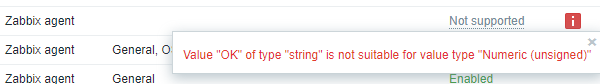 Zabbix agent Not supported i
Value "OK" of type "string" is not suitable for value type "Numeric (unsigned)"
Zabbix agent General,
Zabbix agent General Enabled